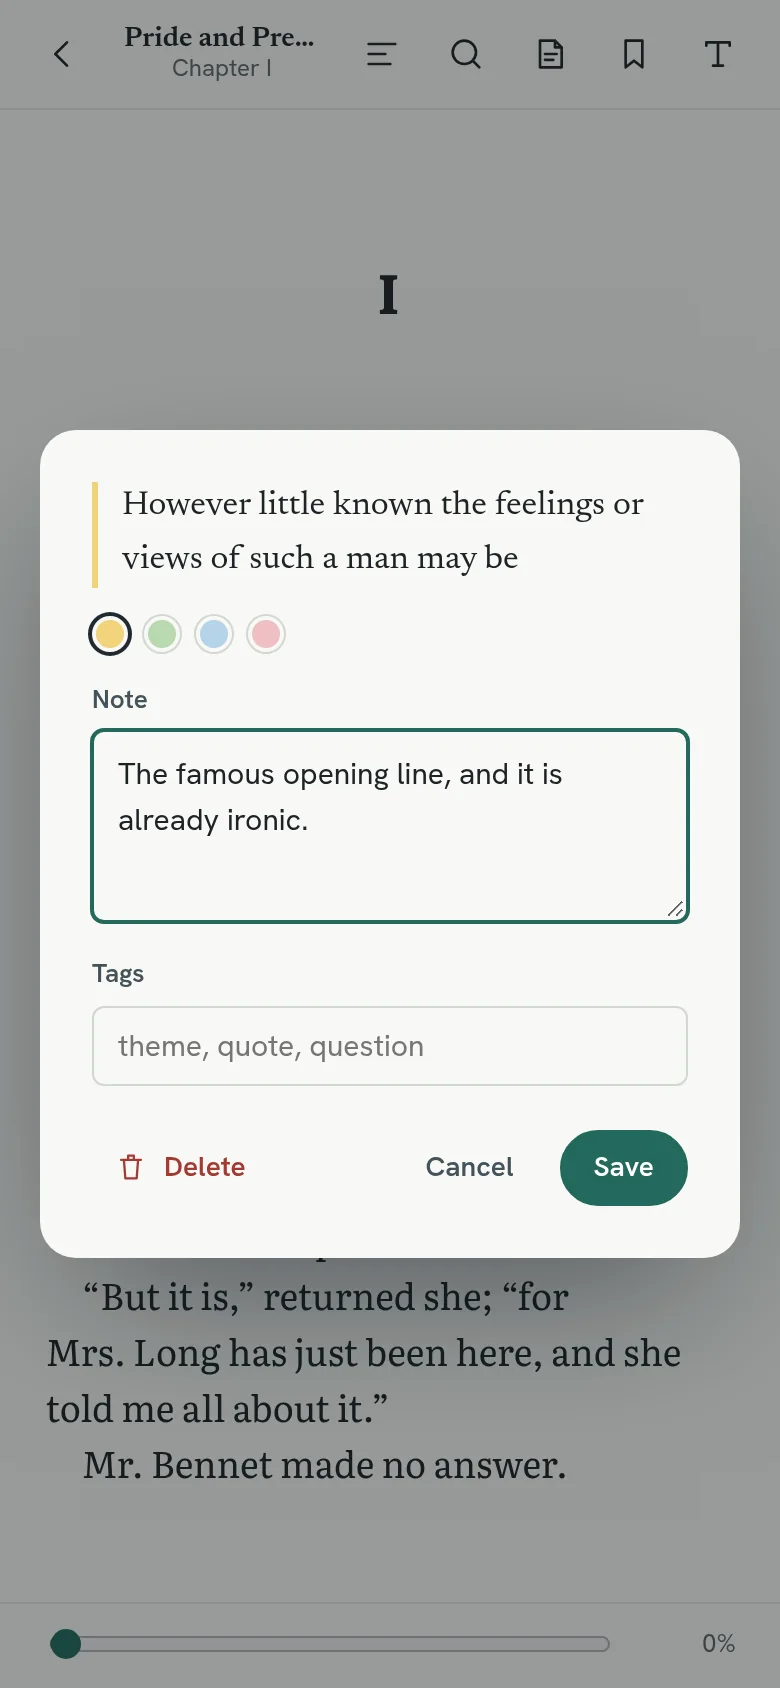 Pride and Pre...
Chapter I
I
However little known the feelings or
views of such a man may be
Note
The famous opening line, and it is
already ironic.
Tags
theme, quote, question
Delete
Cancel
Save
“But it is,” returned she; “for
Mrs. Long has just been here, and she
told me all about it.”
Mr. Bennet made no answer.
0%